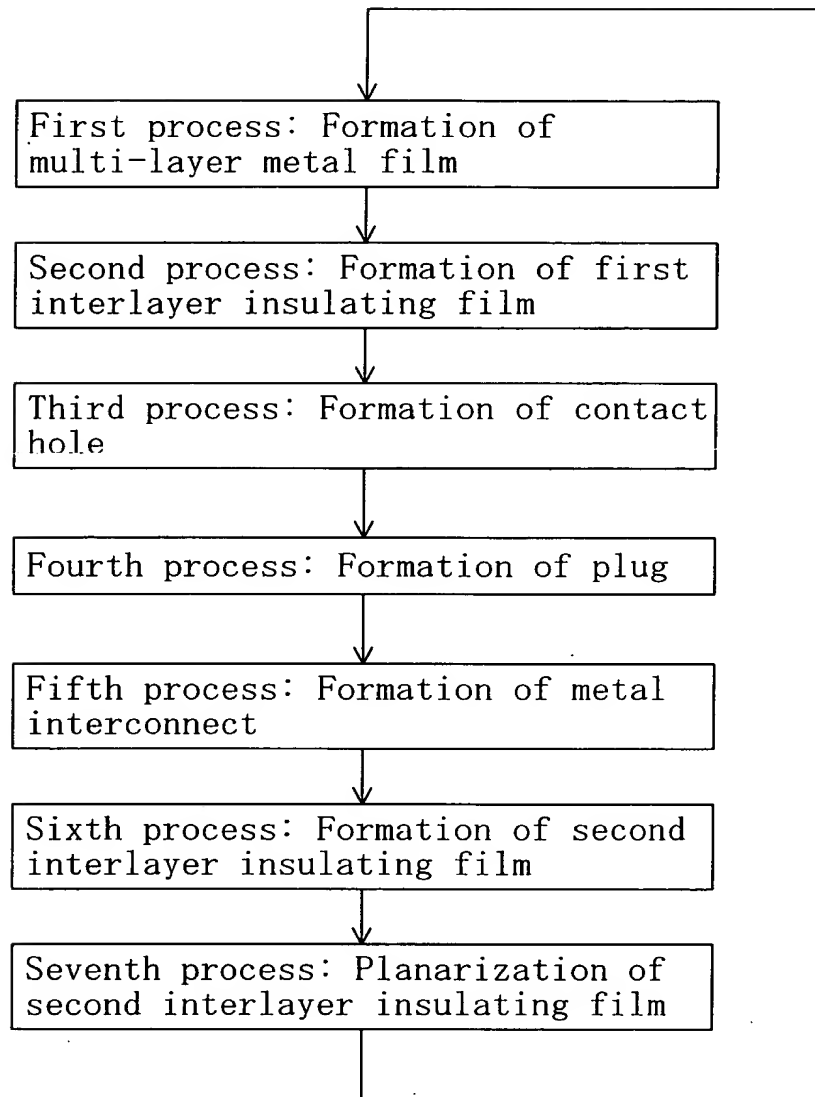 First process: Formation of
multi-layer metal film
Second process: Formation of first
interlayer insulating film
Third process: Formation of contact
hole
Fourth process: Formation of plug
Fifth process: Formation of metal
interconnect
Sixth process: Formation of second
interlayer insulating film
Seventh process: Planarization of
second interlayer insulating film